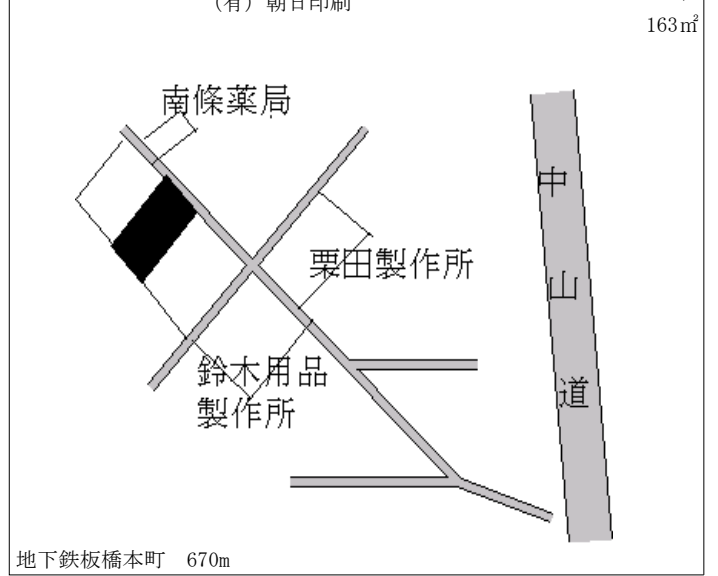 (有) 朝日印刷
163㎡
南條薬局
中山道
栗田製作所
鈴木用品
製作所
地下鉄板橋本町　670m